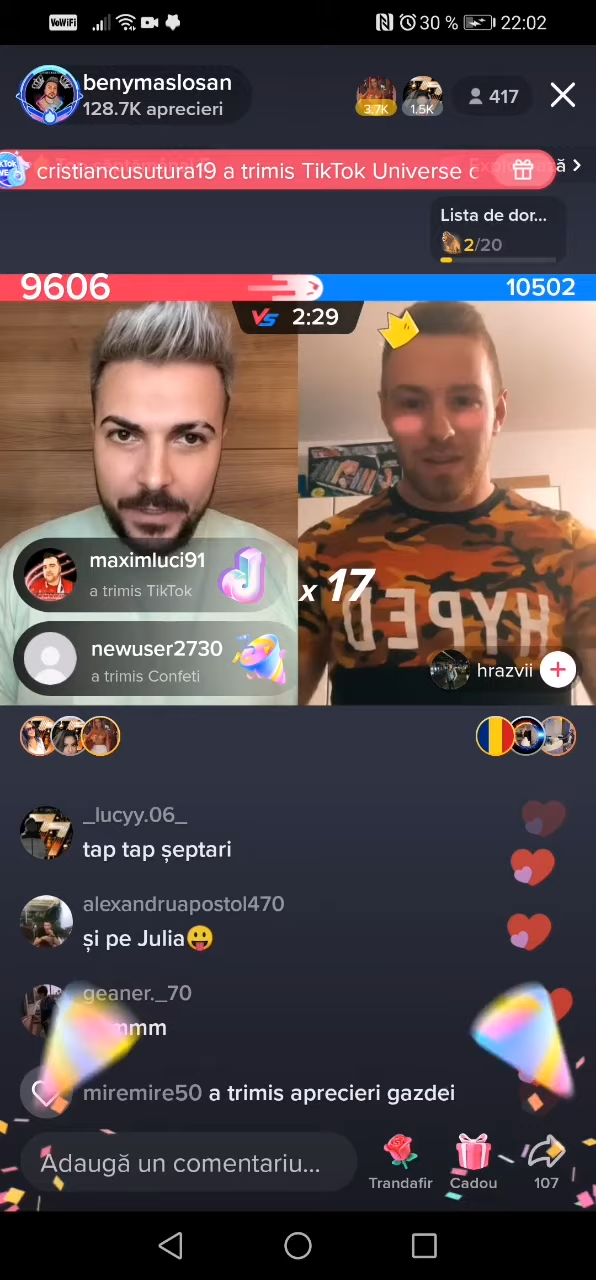 VoWiFi
30 %
22:02
benymaslosan
128.7K aprecieri
3.7K
1.5K
417
cristiancusutura19 a trimis TikTok Universe c
ă >
Lista de dor...
2/20
9606
10502
VS 2:29
maximluci91
a trimis TikTok
x 17
newuser2730
a trimis Confeti
HYPED
hrazvii
_lucyy.06_
tap tap șeptari
alexandruapostol470
și pe Julia😛
geaner._70
miremire50 a trimis aprecieri gazdei
Adaugă un comentariu...
Trandafir
Cadou
107